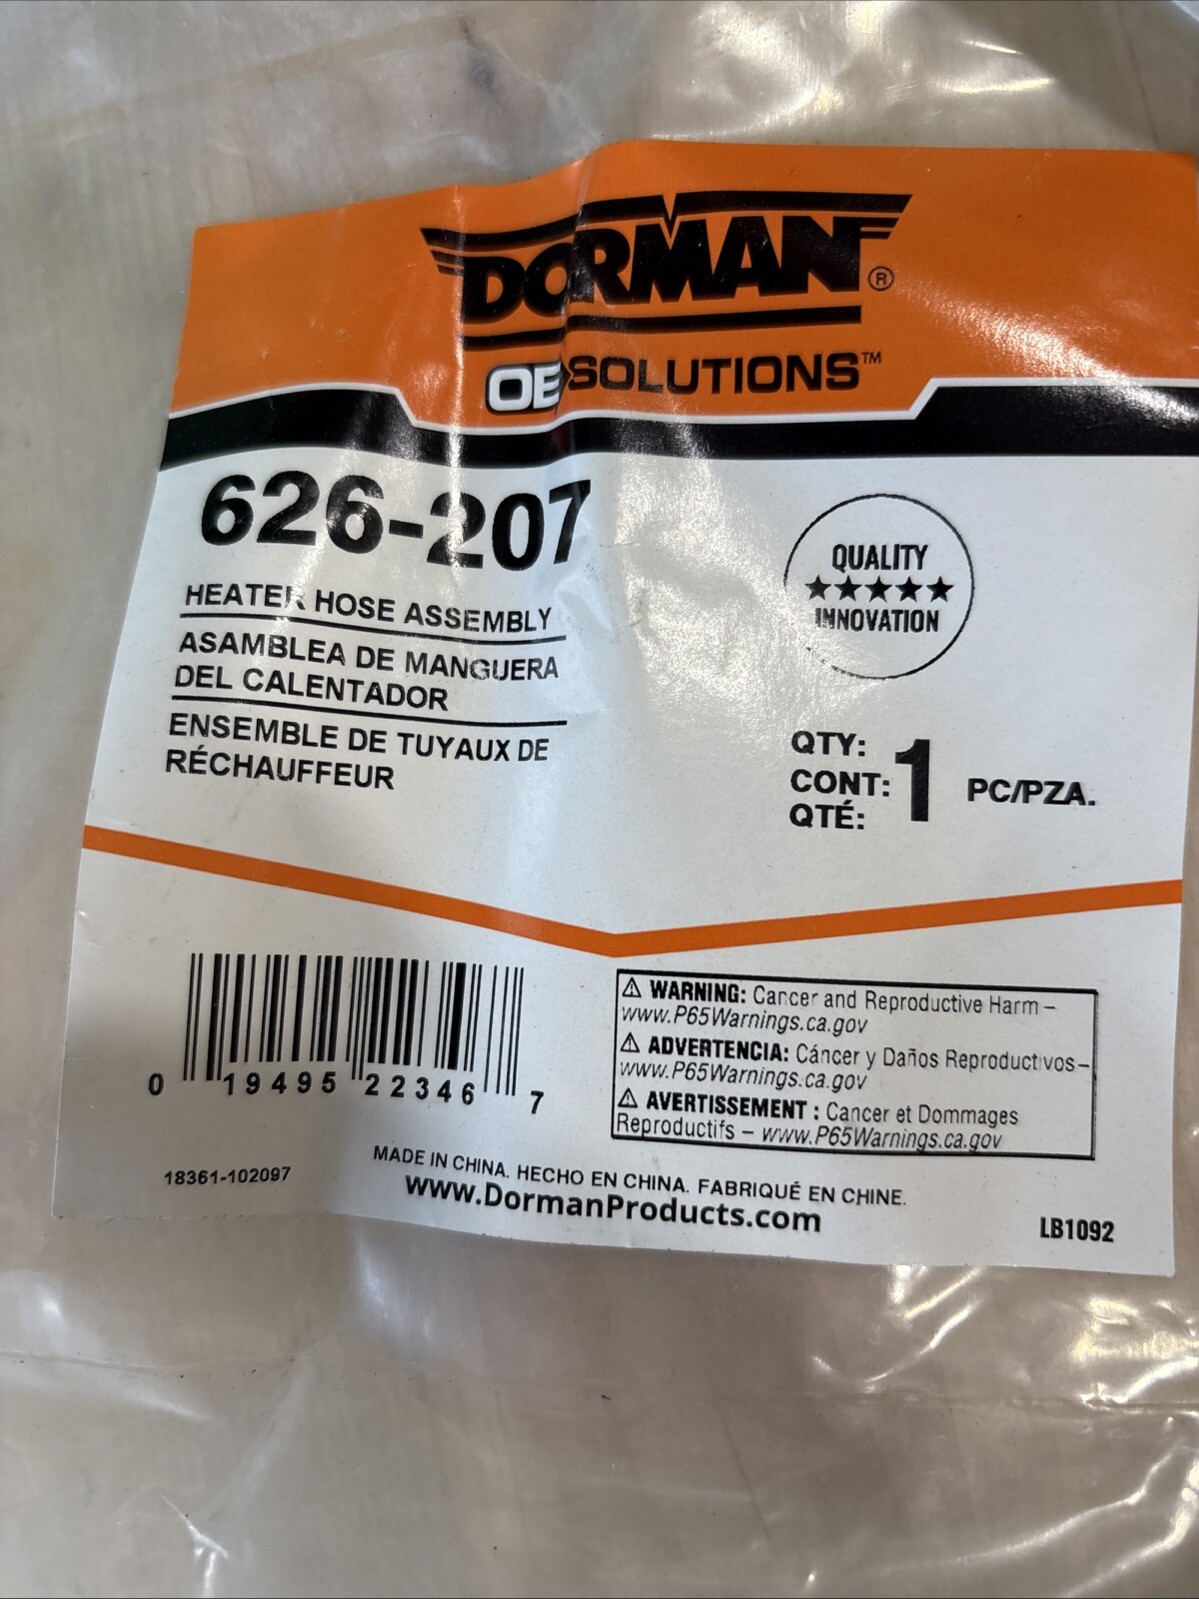 DORMAN®
OE SOLUTIONS™
626-207
HEATER HOSE ASSEMBLY
ASAMBLEA DE MANGUERA
DEL CALENTADOR
ENSEMBLE DE TUYAUX DE
RÉCHAUFFEUR
QUALITY
★★★★★
INNOVATION
QTY:
CONT: 1 PC/PZA.
QTÉ:
0 19495 22346 7
18361-102097
⚠ WARNING: Cancer and Reproductive Harm –
www.P65Warnings.ca.gov
⚠ ADVERTENCIA: Cáncer y Daños Reproductivos –
www.P65Warnings.ca.gov
⚠ AVERTISSEMENT : Cancer et Dommages
Reproductifs – www.P65Warnings.ca.gov
MADE IN CHINA. HECHO EN CHINA. FABRIQUÉ EN CHINE.
www.DormanProducts.com
LB1092